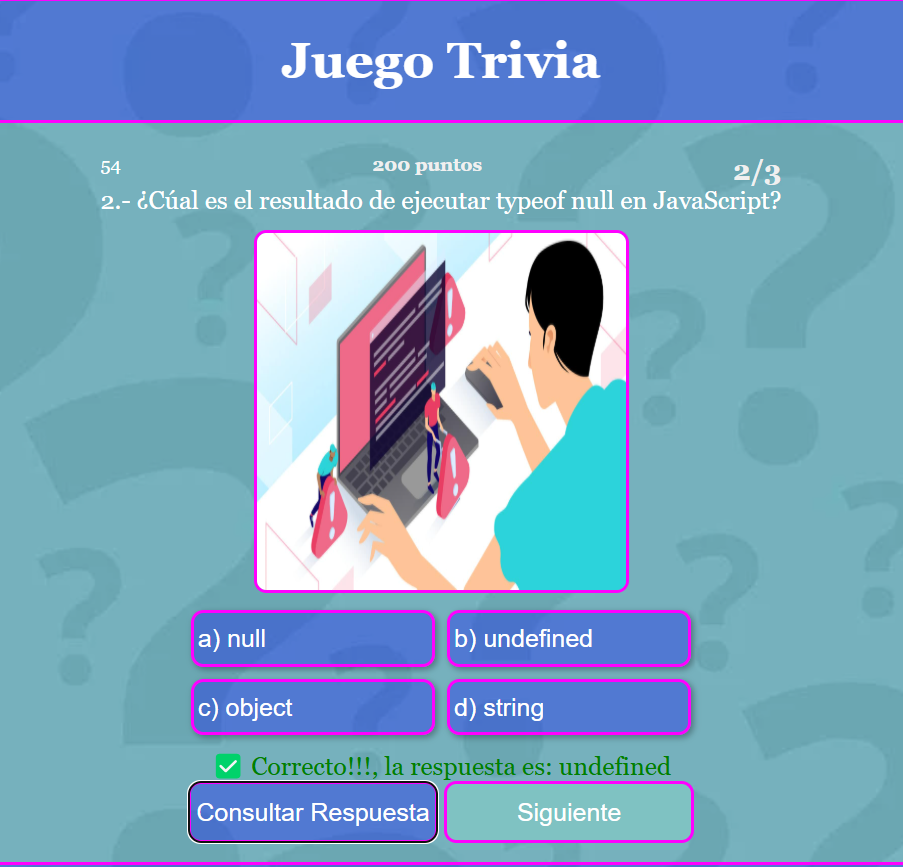 Juego Trivia
54 200 puntos 2/3
2.- ¿Cúal es el resultado de ejecutar typeof null en JavaScript?
a) null b) undefined
c) object d) string
✅ Correcto!!!, la respuesta es: undefined
Consultar Respuesta Siguiente